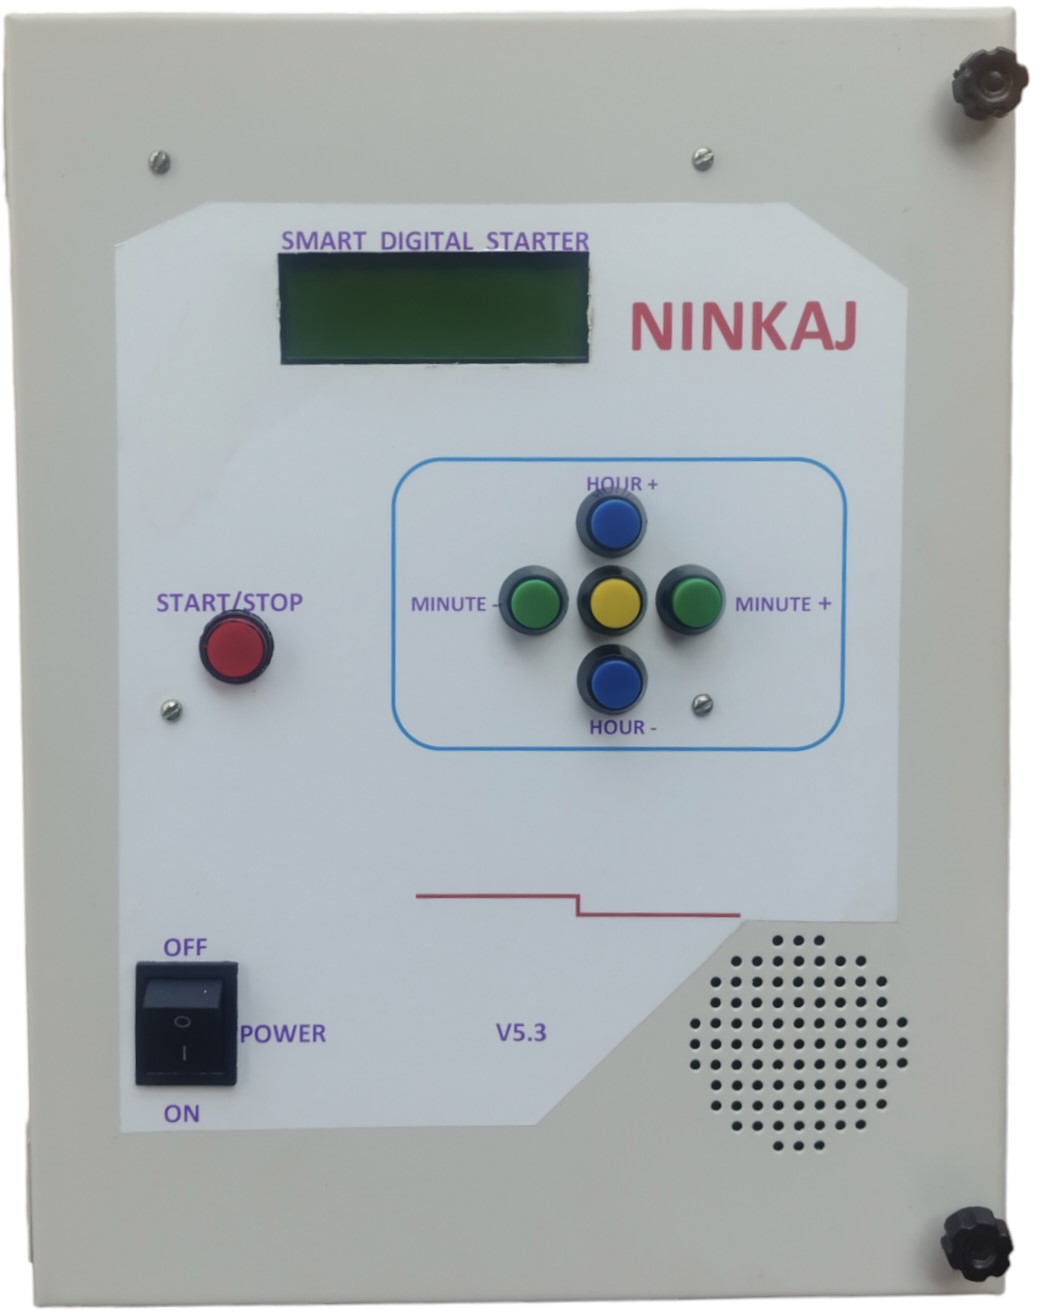 SMART DIGITAL STARTER
NINKAJ
HOUR +
START/STOP
MINUTE -
MINUTE +
HOUR -
OFF
O
I
POWER
V5.3
ON